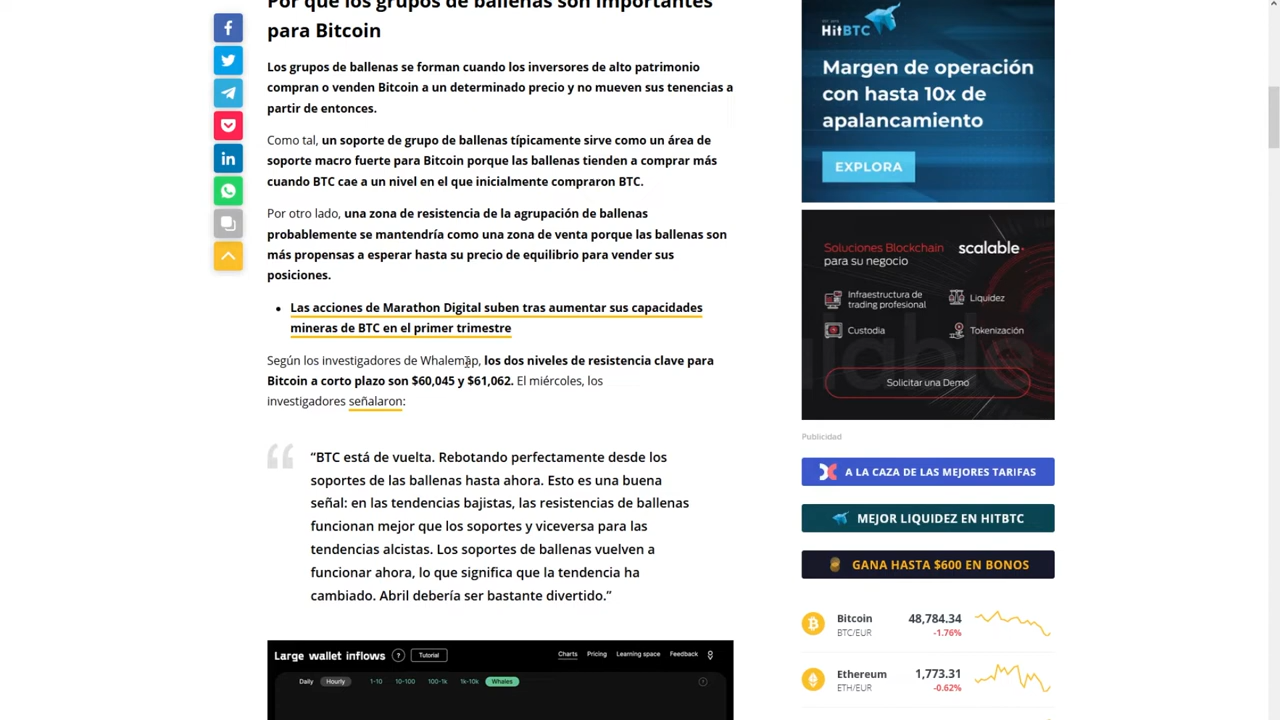 Por qué los grupos de ballenas son importantes
para Bitcoin
Los grupos de ballenas se forman cuando los inversores de alto patrimonio
compran o venden Bitcoin a un determinado precio y no mueven sus tenencias a
partir de entonces.
Como tal, un soporte de grupo de ballenas típicamente sirve como un área de
soporte macro fuerte para Bitcoin porque las ballenas tienden a comprar más
cuando BTC cae a un nivel en el que inicialmente compraron BTC.
Por otro lado, una zona de resistencia de la agrupación de ballenas
probablemente se mantendría como una zona de venta porque las ballenas son
más propensas a esperar hasta su precio de equilibrio para vender sus
posiciones.
Las acciones de Marathon Digital suben tras aumentar sus capacidades
mineras de BTC en el primer trimestre
Según los investigadores de Whalemap, los dos niveles de resistencia clave para
Bitcoin a corto plazo son $60,045 y $61,062. El miércoles, los
investigadores señalaron:
“BTC está de vuelta. Rebotando perfectamente desde los
soportes de las ballenas hasta ahora. Esto es una buena
señal: en las tendencias bajistas, las resistencias de ballenas
funcionan mejor que los soportes y viceversa para las
tendencias alcistas. Los soportes de ballenas vuelven a
funcionar ahora, lo que significa que la tendencia ha
cambiado. Abril debería ser bastante divertido.”
Large wallet inflows ? Tutorial Charts Pricing Learning space Feedback
Daily Hourly 1-10 10-100 100-1k 1k-10k Whales ?
HitBTC
Margen de operación
con hasta 10x de
apalancamiento
EXPLORA
Soluciones Blockchain
para su negocio
scalable
Infraestructura de
trading profesional
Liquidez
Custodia
Tokenización
Solicitar una Demo
Publicidad
A LA CAZA DE LAS MEJORES TARIFAS
MEJOR LIQUIDEZ EN HITBTC
GANA HASTA $600 EN BONOS
Bitcoin 48,784.34
BTC/EUR -1.76%
Ethereum 1,773.31
ETH/EUR -0.62%